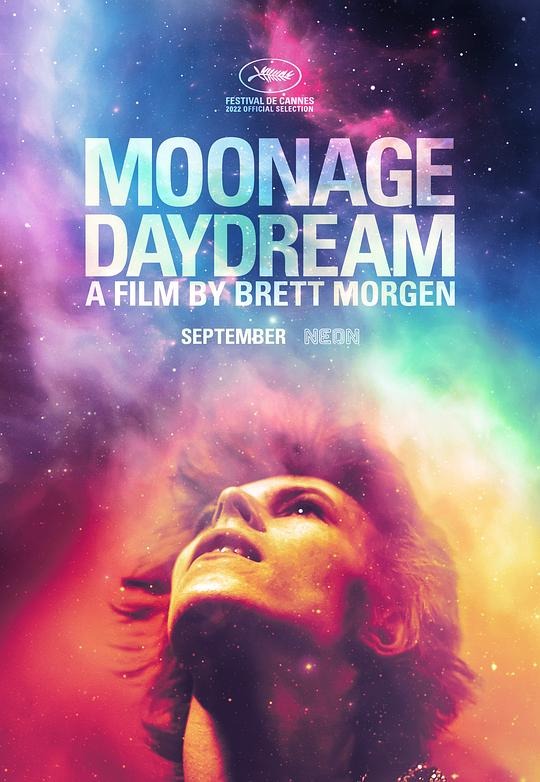 FESTIVAL DE CANNES
2022 OFFICIAL SELECTION
MOONAGE
DAYDREAM
A FILM BY BRETT MORGEN
SEPTEMBER NEON